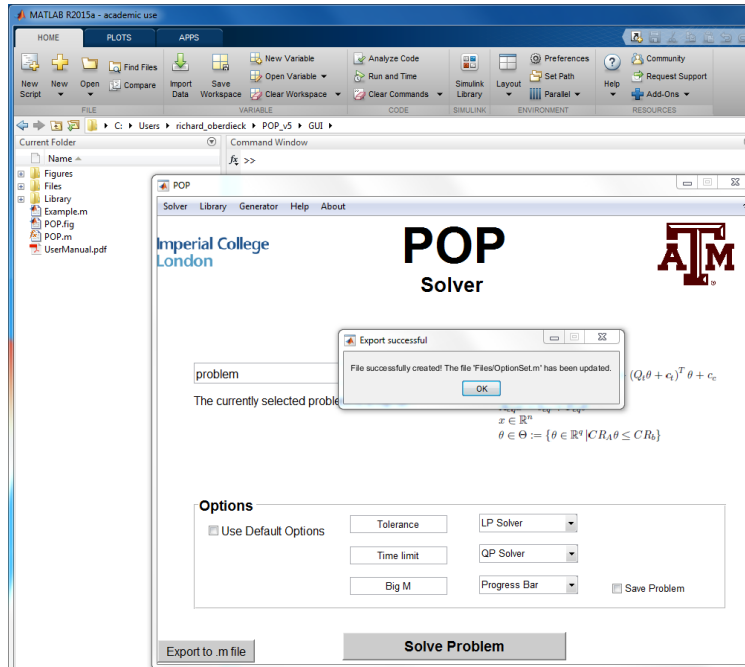 MATLAB R2015a - academic use
HOME PLOTS APPS
New Script New Open Find Files Compare Import Data Save Workspace New Variable Open Variable Clear Workspace Analyze Code Run and Time Clear Commands Simulink Library Layout Preferences Set Path Parallel Help Community Request Support Add-Ons
FILE VARIABLE CODE SIMULINK ENVIRONMENT RESOURCES
C: Users richard_oberdieck POP_v5 GUI
Current Folder Command Window
Name fx >>
Figures
Files
Library
Example.m
POP.fig
POP.m
UserManual.pdf
POP
Solver Library Generator Help About
Imperial College
London
POP
Solver
ATM
Export successful
File successfully created! The file 'Files/OptionSet.m' has been updated.
OK
problem
(Q_t θ + c_t)^T θ + c_c
The currently selected proble
x ∈ ℝ^n
θ ∈ Θ := {θ ∈ ℝ^q |CR_A θ ≤ CR_b}
Options
Use Default Options
Tolerance LP Solver
Time limit QP Solver
Big M Progress Bar Save Problem
Export to .m file Solve Problem